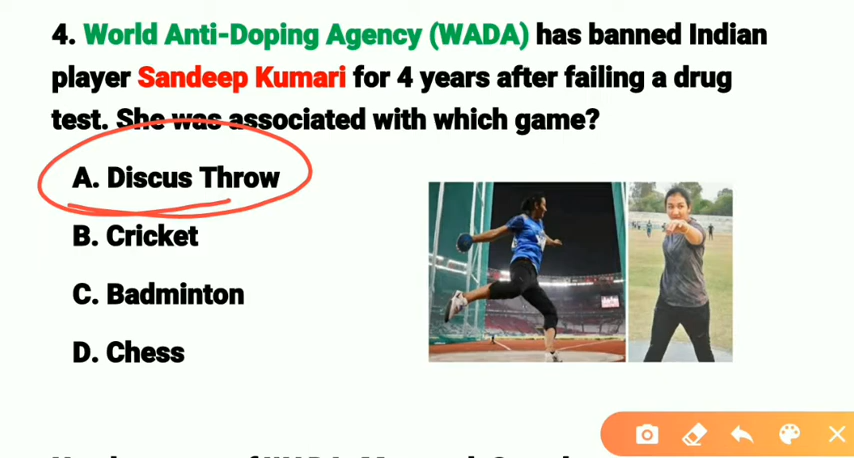 4. World Anti-Doping Agency (WADA) has banned Indian
player Sandeep Kumari for 4 years after failing a drug
test. She was associated with which game?
A. Discus Throw
B. Cricket
C. Badminton
D. Chess